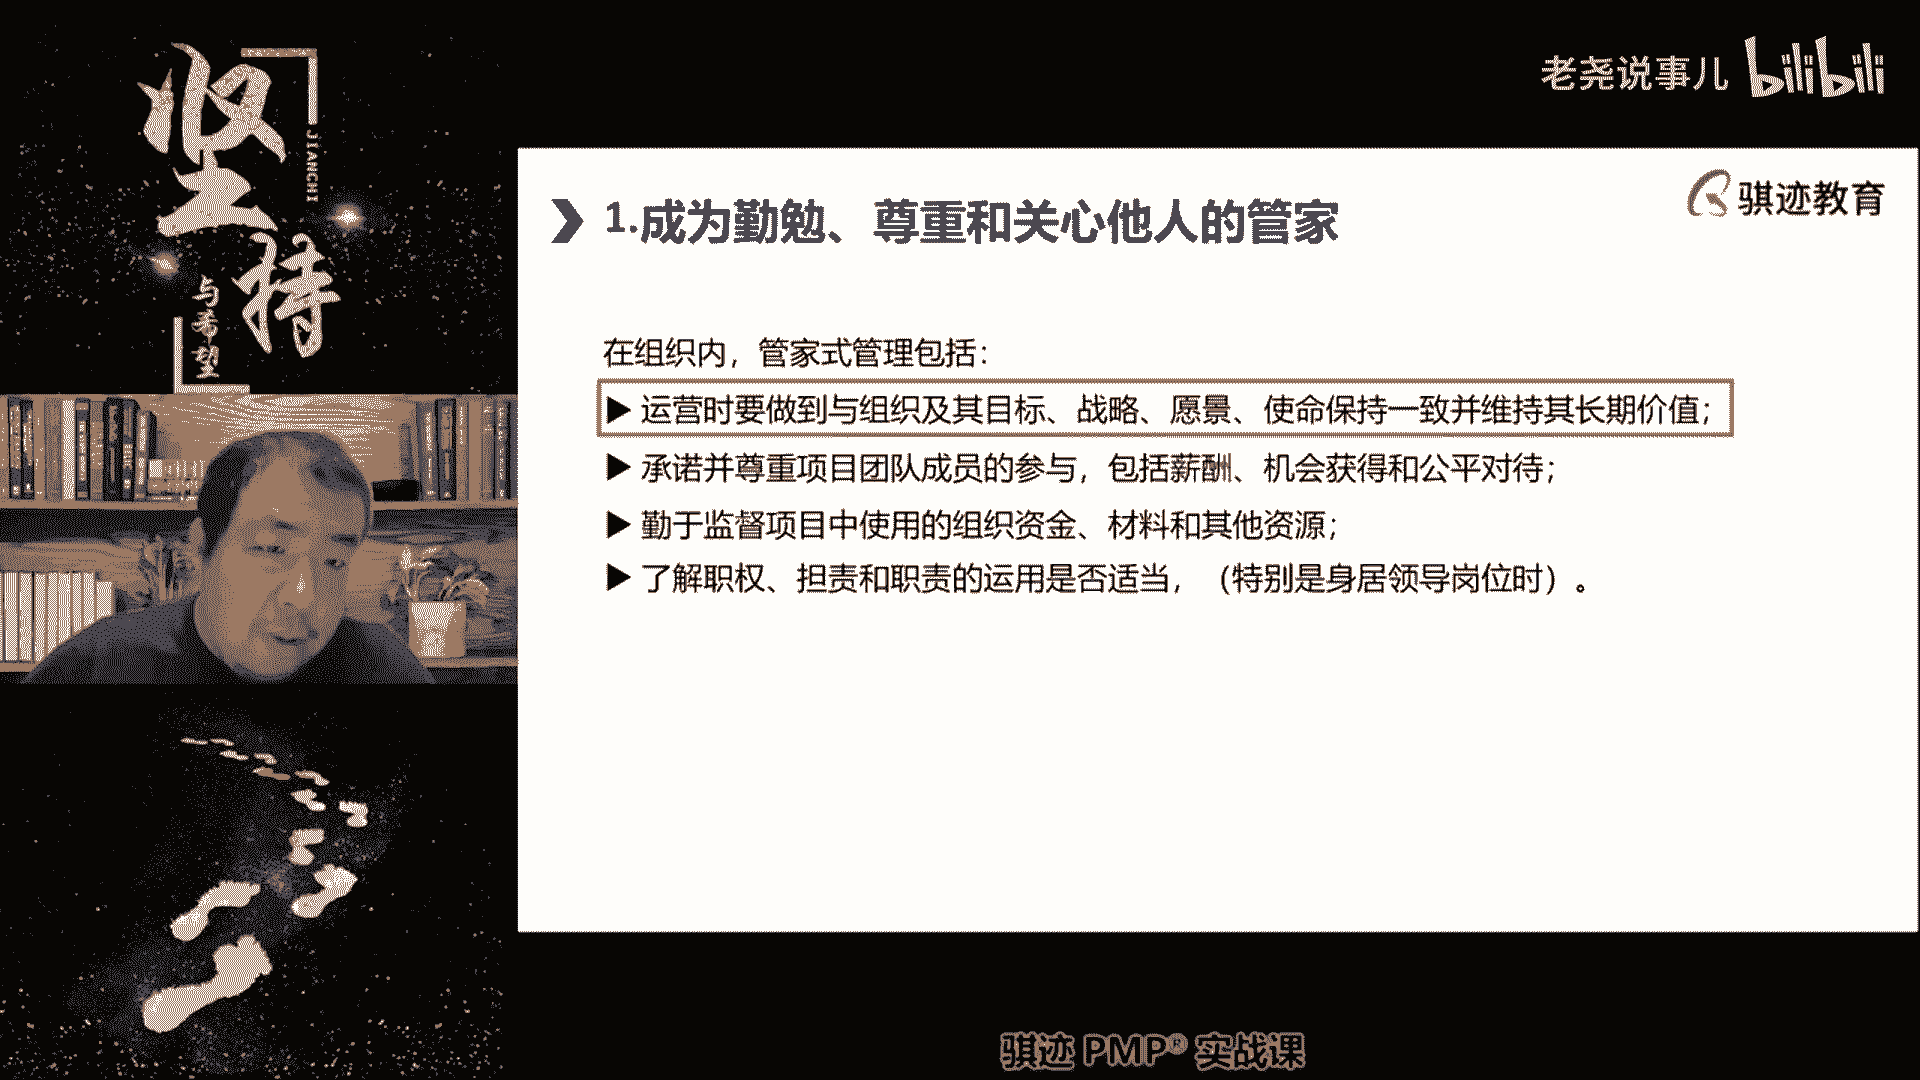 坚持
JIANCHI
与希望
老尧说事儿 bilibili
骐迹教育
1.成为勤勉、尊重和关心他人的管家
在组织内，管家式管理包括：
▶ 运营时要做到与组织及其目标、战略、愿景、使命保持一致并维持其长期价值；
▶ 承诺并尊重项目团队成员的参与，包括薪酬、机会获得和公平对待；
▶ 勤于监督项目中使用的组织资金、材料和其他资源；
▶ 了解职权、担责和职责的运用是否适当，（特别是身居领导岗位时）。
骐迹 PMP® 实战课